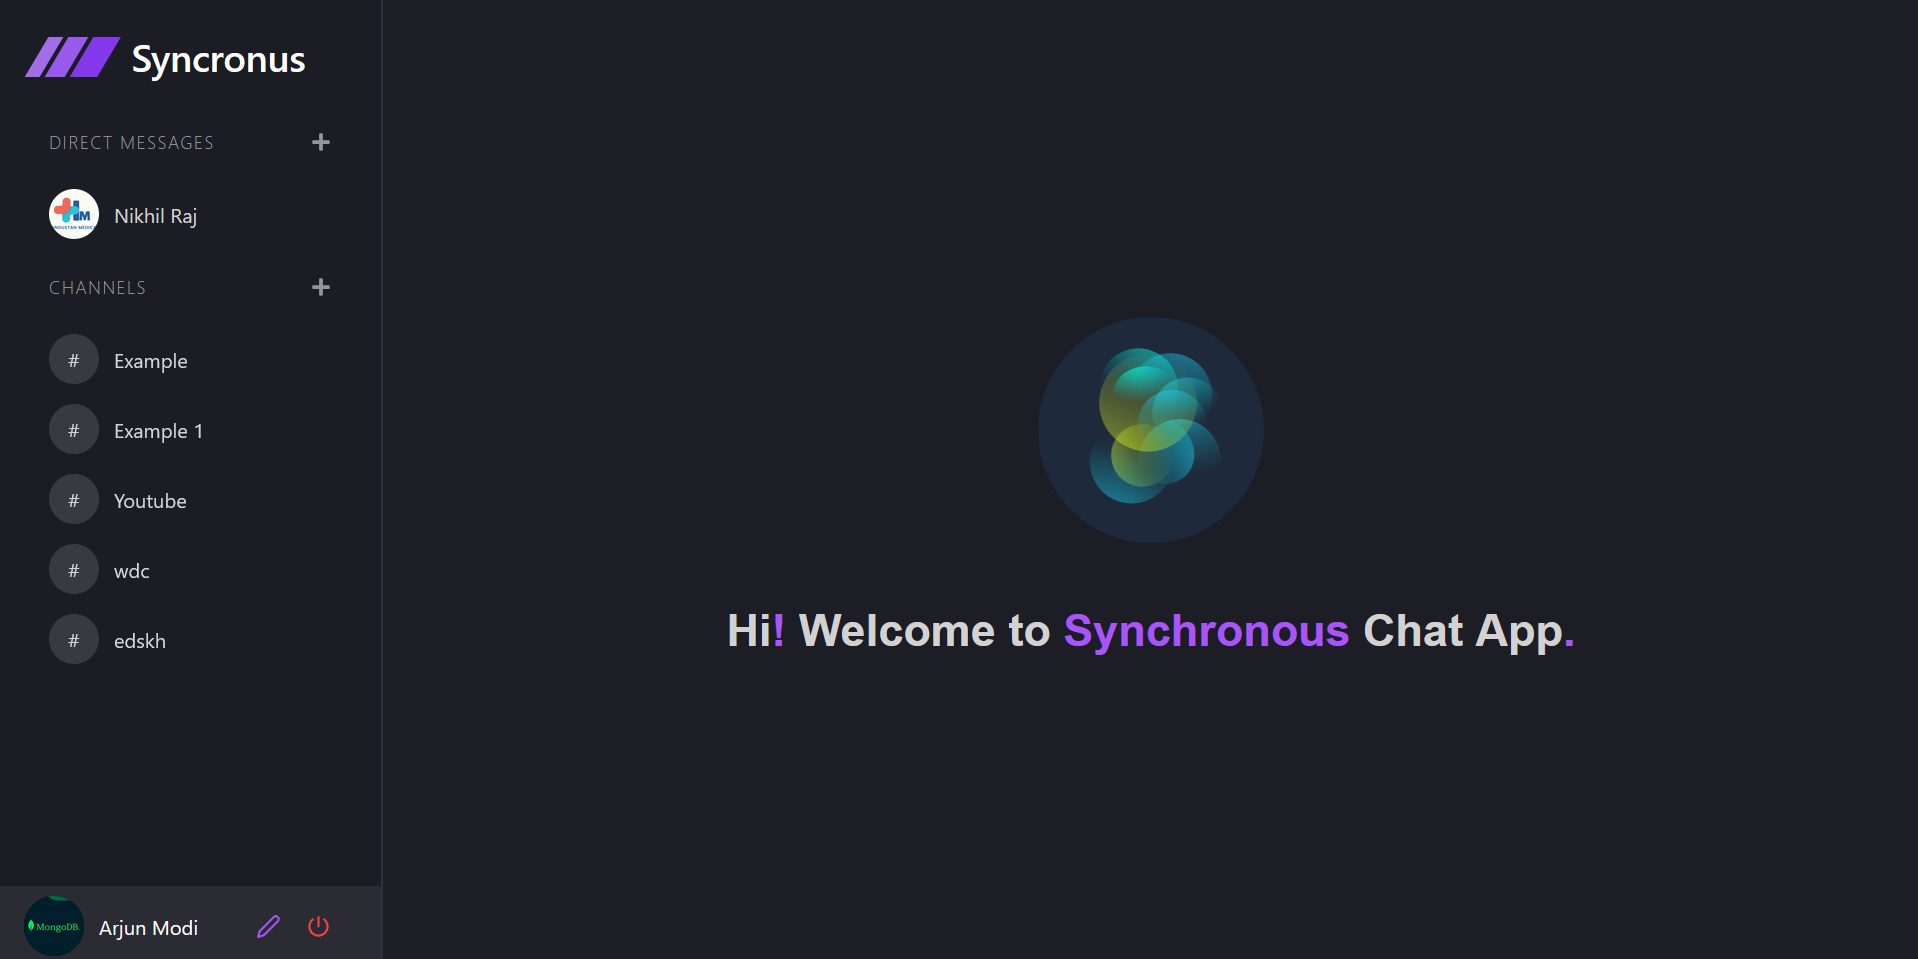 Syncronus
DIRECT MESSAGES
HM
Nikhil Raj
CHANNELS
# Example
# Example 1
# Youtube
# wdc
# edskh
Hi! Welcome to Synchronous Chat App.
MongoDB.
Arjun Modi